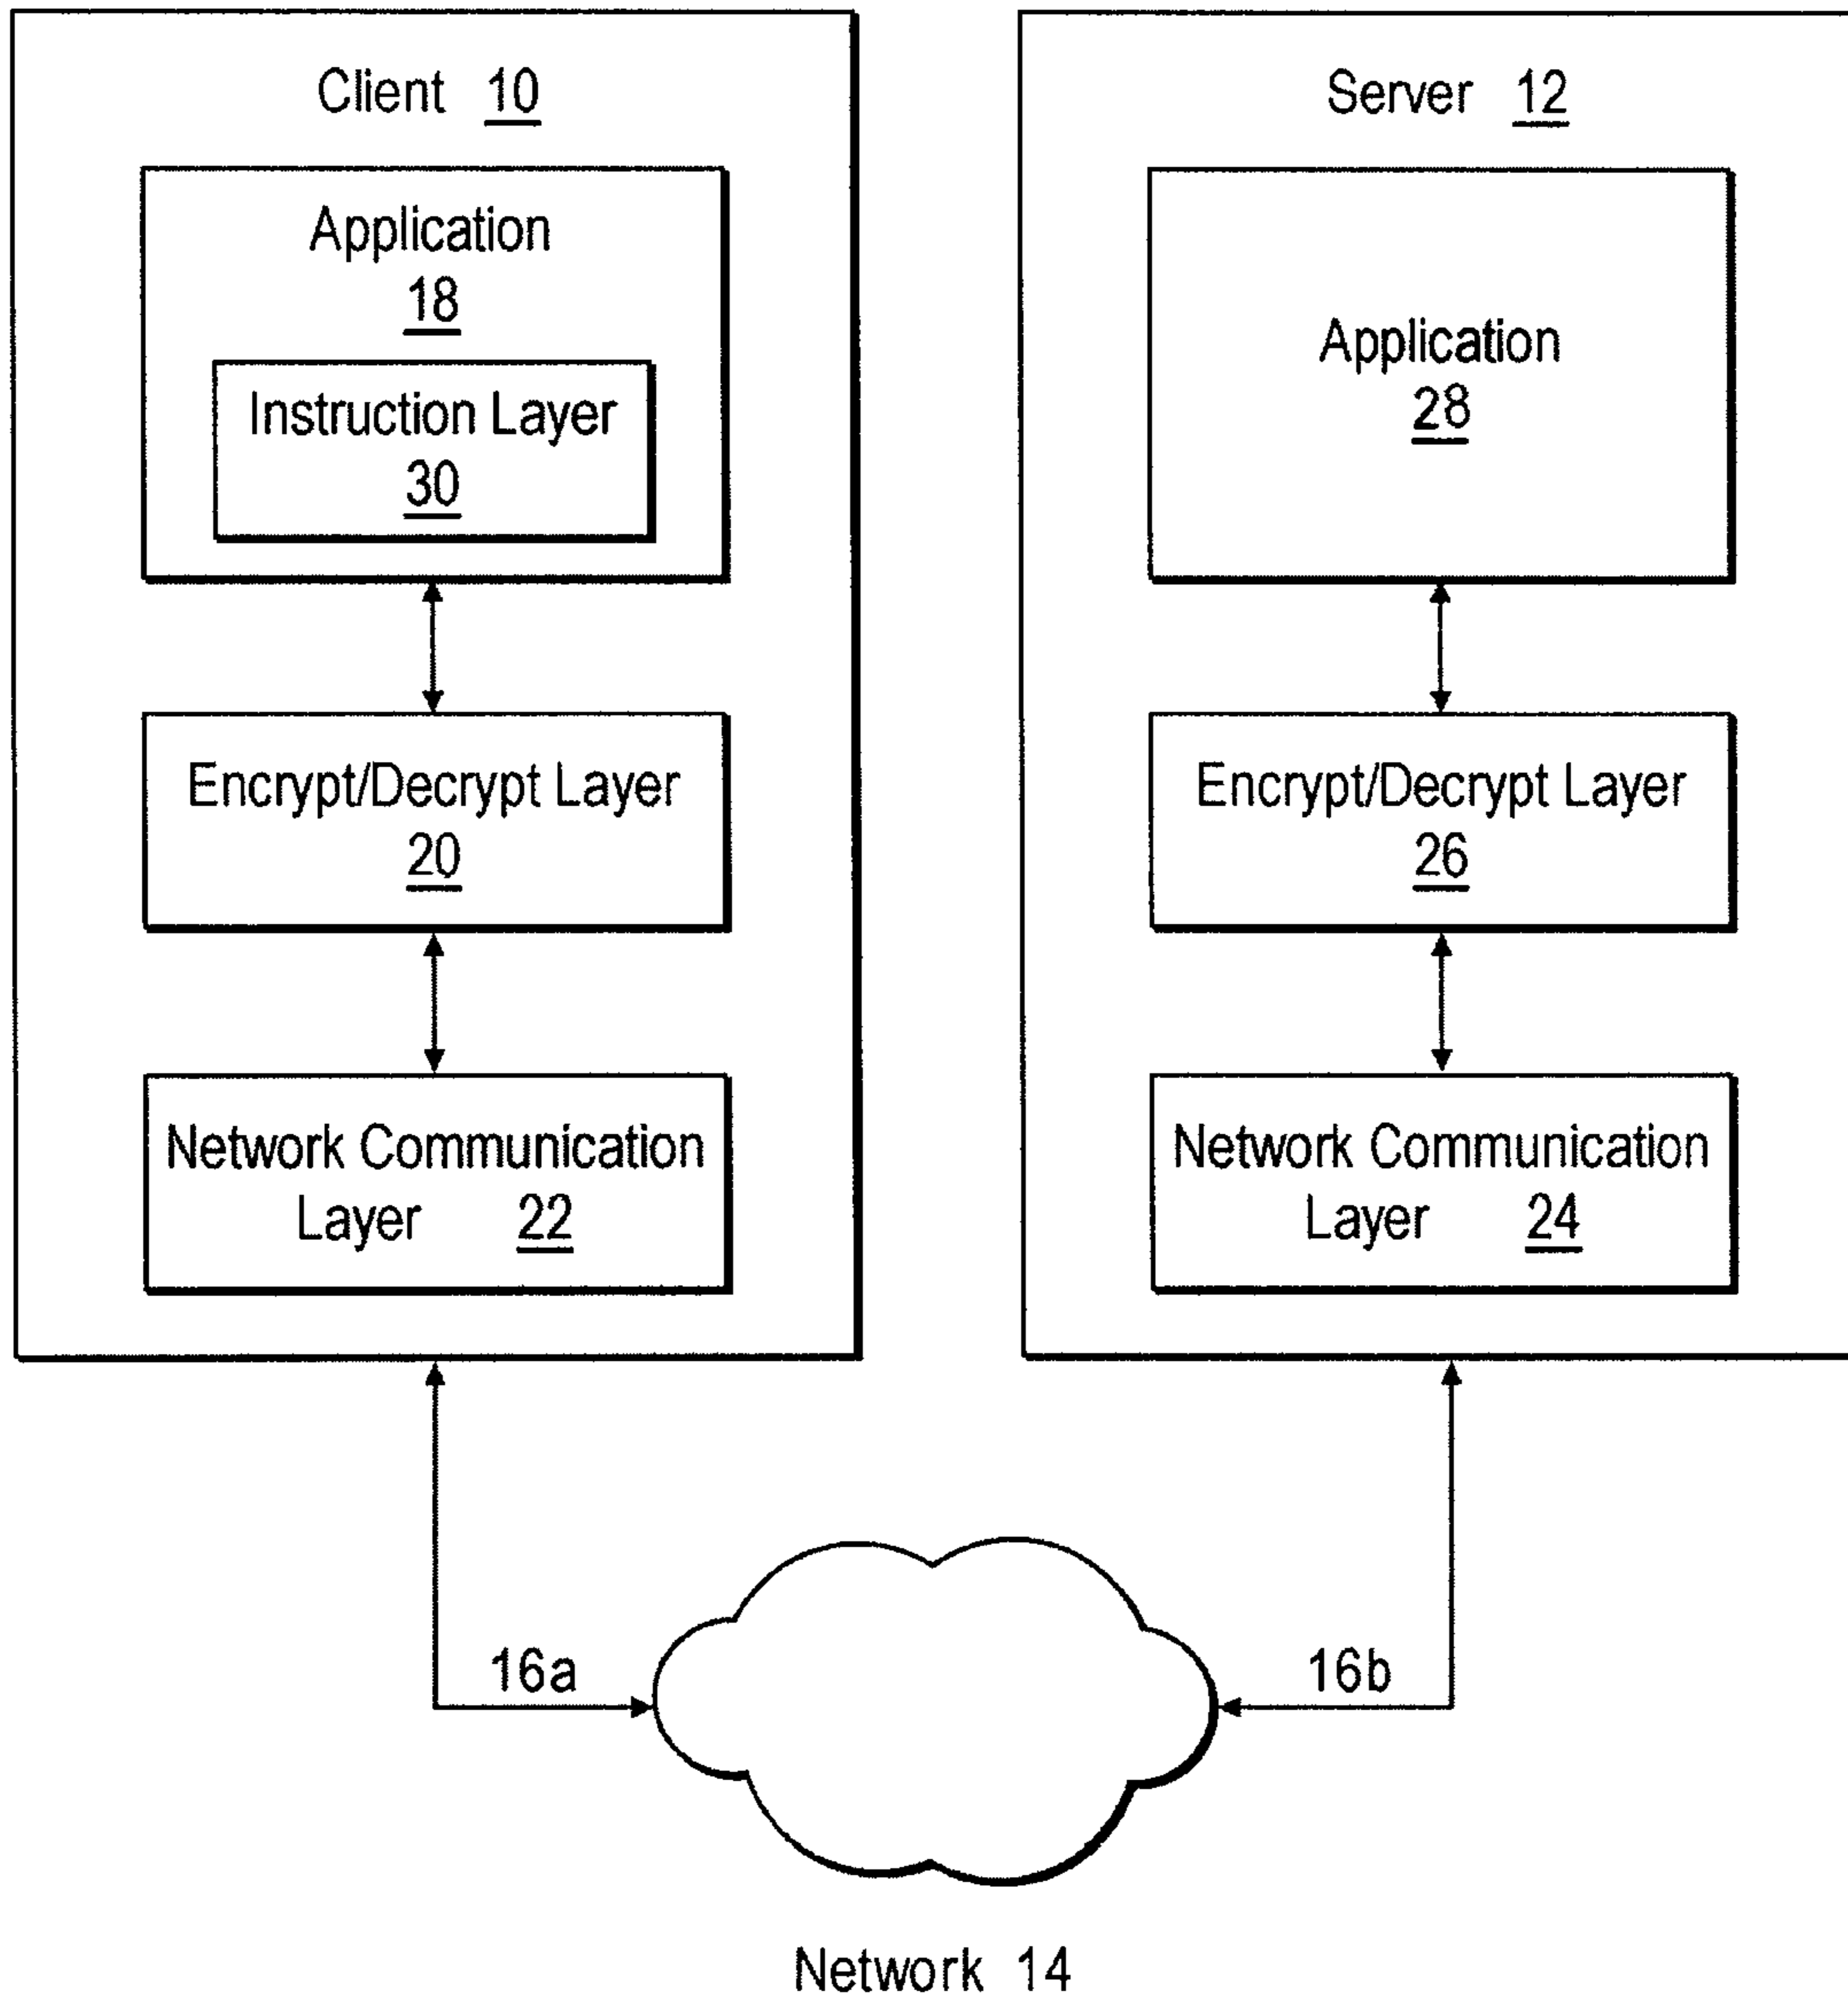 Client 10
Application
18
Instruction Layer
30
Encrypt/Decrypt Layer
20
Network Communication
Layer 22
Server 12
Application
28
Encrypt/Decrypt Layer
26
Network Communication
Layer 24
16a
16b
Network 14